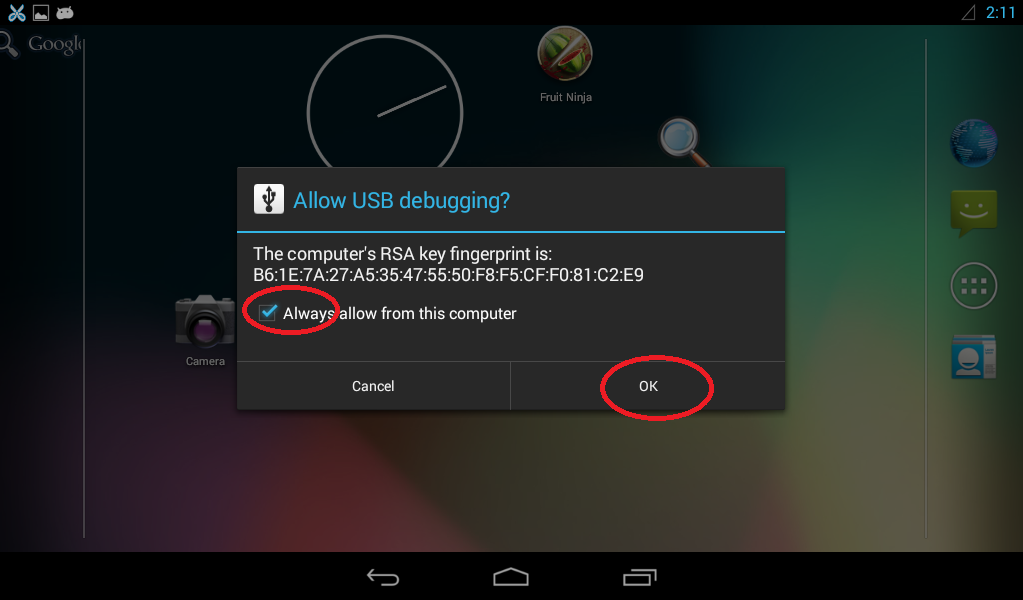 2:11
Google
Fruit Ninja
Allow USB debugging?
The computer's RSA key fingerprint is:
B6:1E:7A:27:A5:35:47:55:50:F8:F5:CF:F0:81:C2:E9
Always allow from this computer
Camera
Cancel
OK